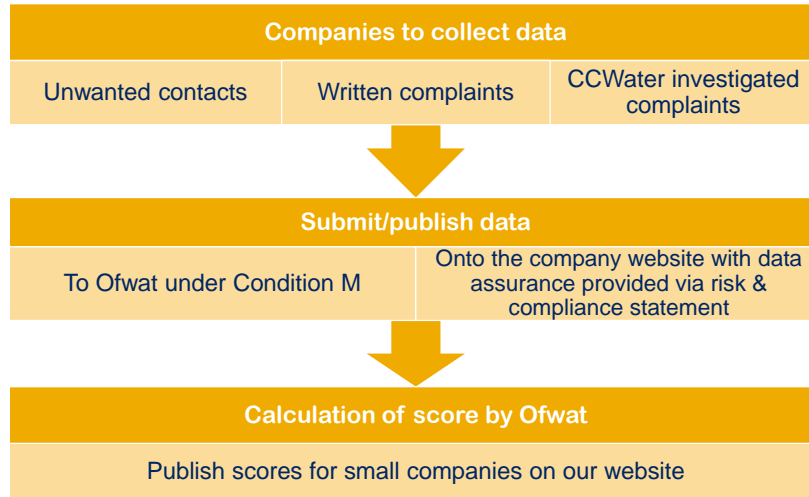 Companies to collect data
Unwanted contacts
Written complaints
CCWater investigated
complaints
Submit/publish data
To Ofwat under Condition M
Onto the company website with data
assurance provided via risk &
compliance statement
Calculation of score by Ofwat
Publish scores for small companies on our website